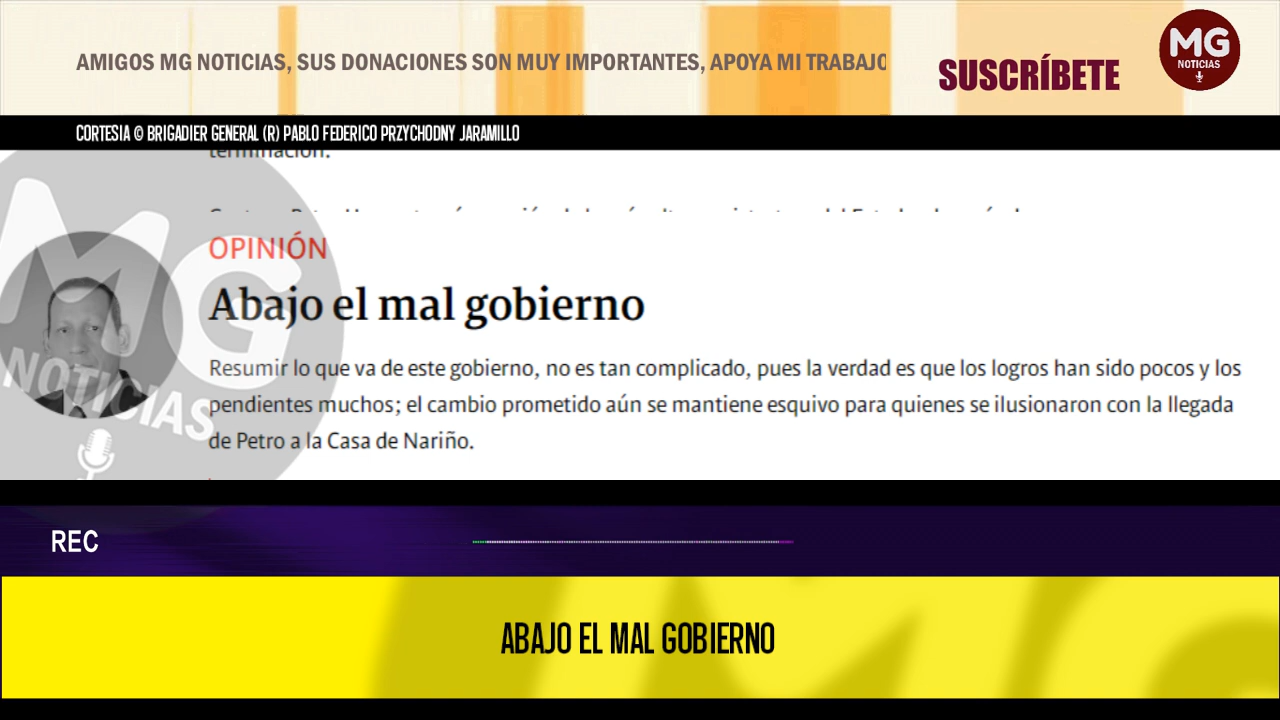 AMIGOS MG NOTICIAS, SUS DONACIONES SON MUY IMPORTANTES, APOYA MI TRABAJO
SUSCRÍBETE
MG
NOTICIAS
CORTESIA © BRIGADIER GENERAL (R) PABLO FEDERICO PRZYCHODNY JARAMILLO
terminación.
OPINIÓN
Abajo el mal gobierno
Resumir lo que va de este gobierno, no es tan complicado, pues la verdad es que los logros han sido pocos y los
pendientes muchos; el cambio prometido aún se mantiene esquivo para quienes se ilusionaron con la llegada
de Petro a la Casa de Nariño.
MG
NOTICIAS
REC
ABAJO EL MAL GOBIERNO